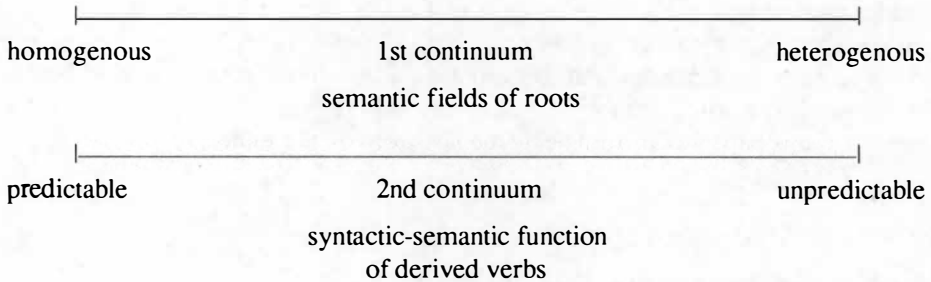 homogenous 1st continuum heterogenous
semantic fields of roots
predictable 2nd continuum unpredictable
syntactic-semantic function
of derived verbs